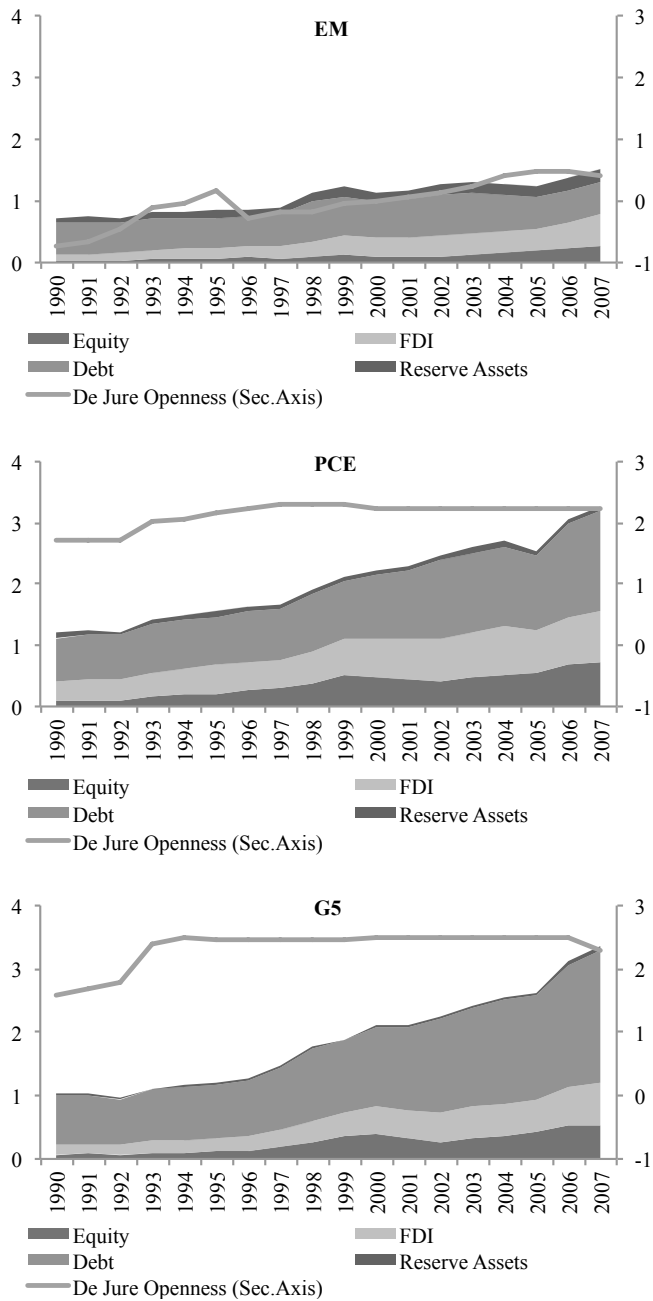 EM
4 3 2 1 0
3 2 1 0 -1
1990 1991 1992 1993 1994 1995 1996 1997 1998 1999 2000 2001 2002 2003 2004 2005 2006 2007
Equity FDI
Debt Reserve Assets
De Jure Openness (Sec.Axis)
PCE
4 3 2 1 0
3 2 1 0 -1
1990 1991 1992 1993 1994 1995 1996 1997 1998 1999 2000 2001 2002 2003 2004 2005 2006 2007
Equity FDI
Debt Reserve Assets
De Jure Openness (Sec.Axis)
G5
4 3 2 1 0
3 2 1 0 -1
1990 1991 1992 1993 1994 1995 1996 1997 1998 1999 2000 2001 2002 2003 2004 2005 2006 2007
Equity FDI
Debt Reserve Assets
De Jure Openness (Sec.Axis)